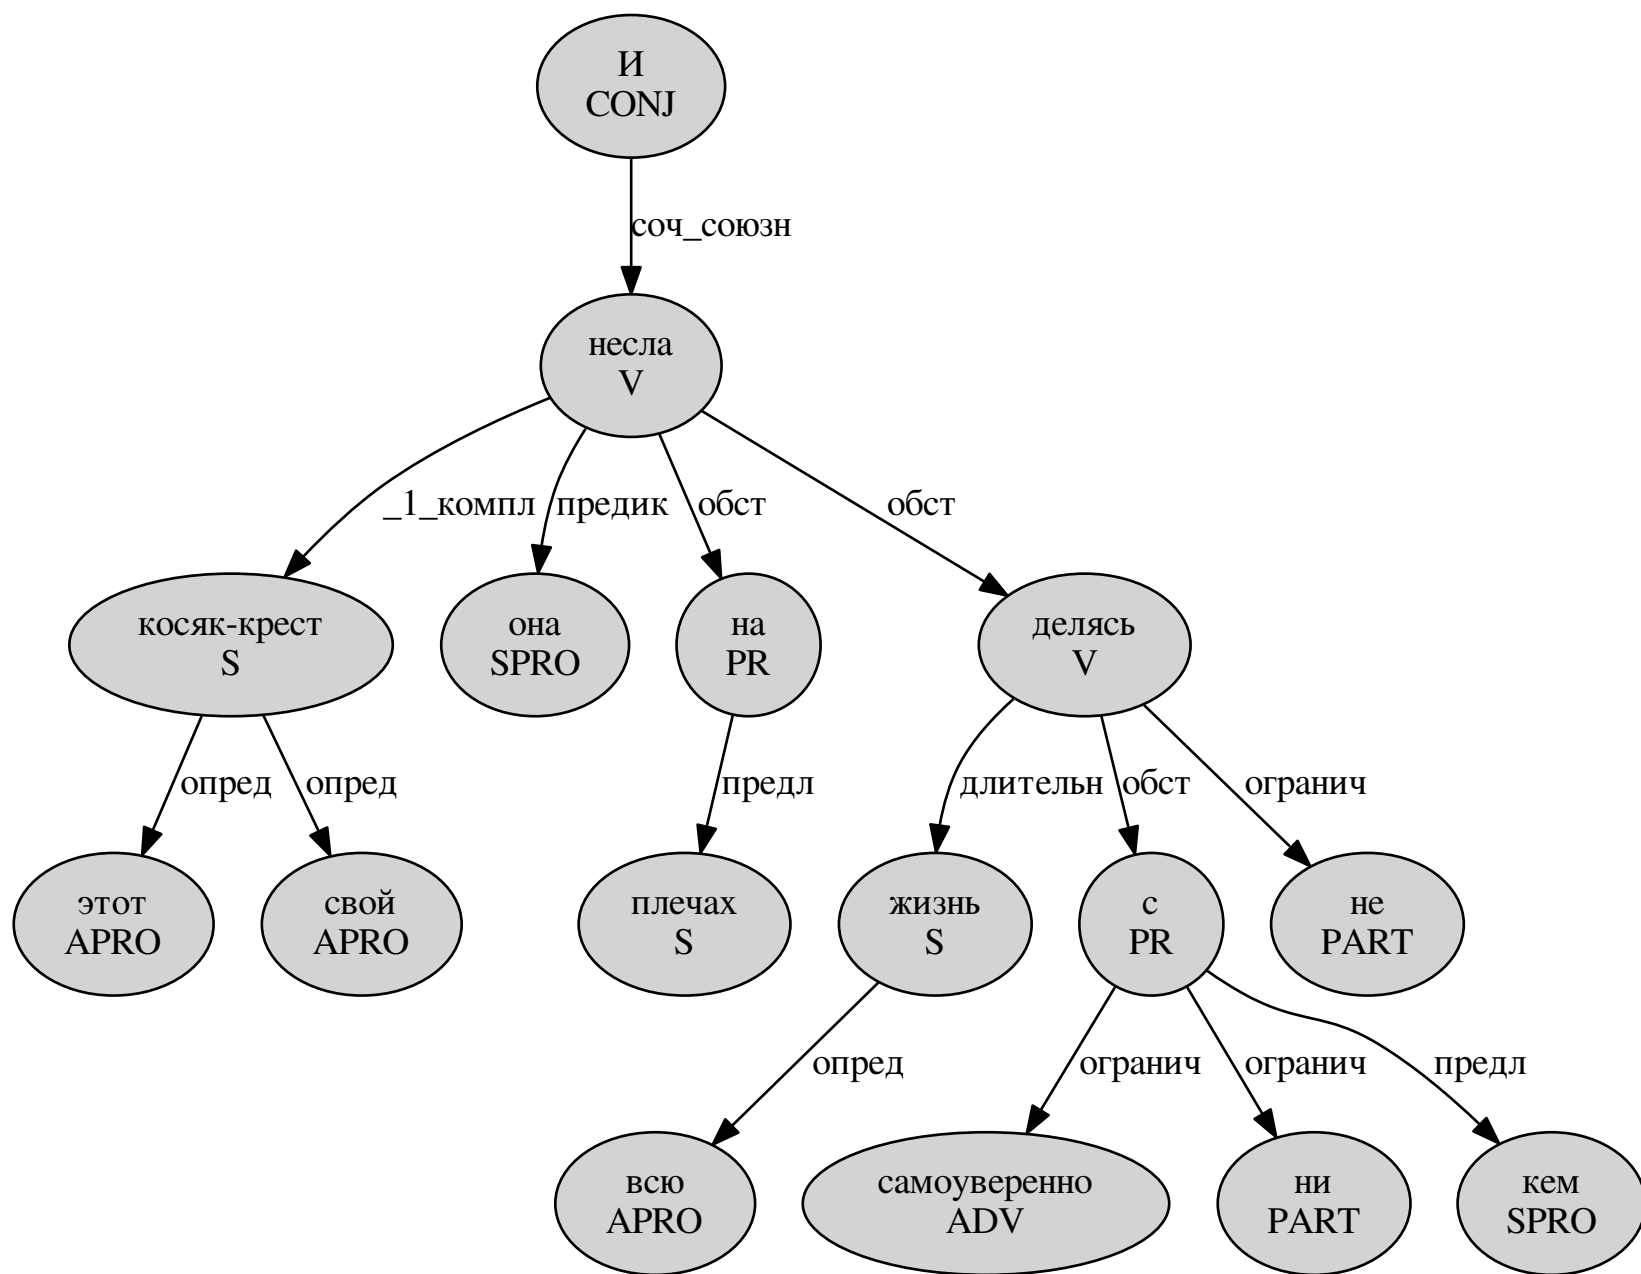 И
CONJ
соч_союзн
несла
V
_1_компл
предик
обст
обст
косяк-крест
S
она
SPRO
на
PR
делясь
V
опред
опред
предл
длительн
обст
огранич
этот
APRO
свой
APRO
плечах
S
жизнь
S
с
PR
не
PART
опред
огранич
огранич
предл
всю
APRO
самоуверенно
ADV
ни
PART
кем
SPRO